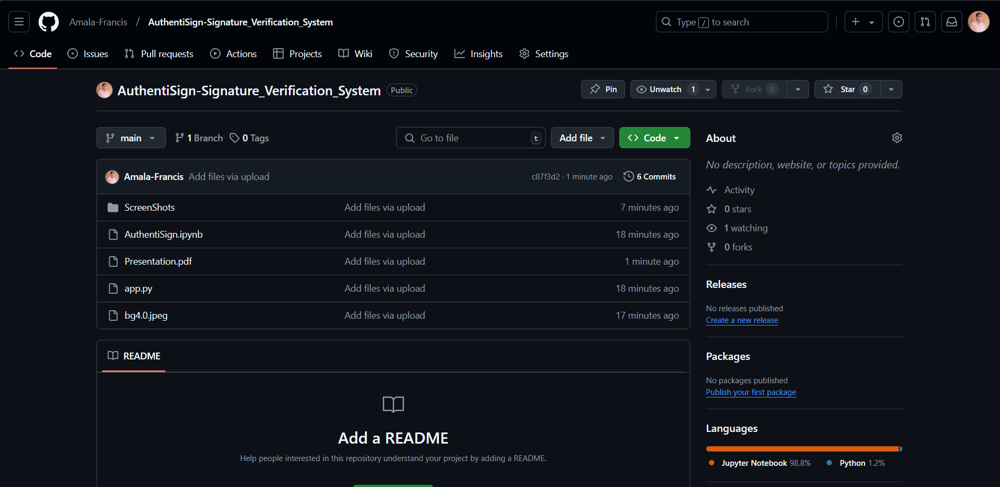 Amala-Francis / AuthentiSign-Signature_Verification_System
Type / to search
Code Issues Pull requests Actions Projects Wiki Security Insights Settings
AuthentiSign-Signature_Verification_System Public
Pin Unwatch 1 Fork 0 Star 0
main 1 Branch 0 Tags
Go to file t Add file Code
Amala-Francis Add files via upload c87f3d2 · 1 minute ago 6 Commits
ScreenShots Add files via upload 7 minutes ago
AuthentiSign.ipynb Add files via upload 18 minutes ago
Presentation.pdf Add files via upload 1 minute ago
app.py Add files via upload 18 minutes ago
bg4.0.jpeg Add files via upload 17 minutes ago
README
Add a README
Help people interested in this repository understand your project by adding a README.
About
No description, website, or topics provided.
Activity
0 stars
1 watching
0 forks
Releases
No releases published
Create a new release
Packages
No packages published
Publish your first package
Languages
Jupyter Notebook 98.8% Python 1.2%